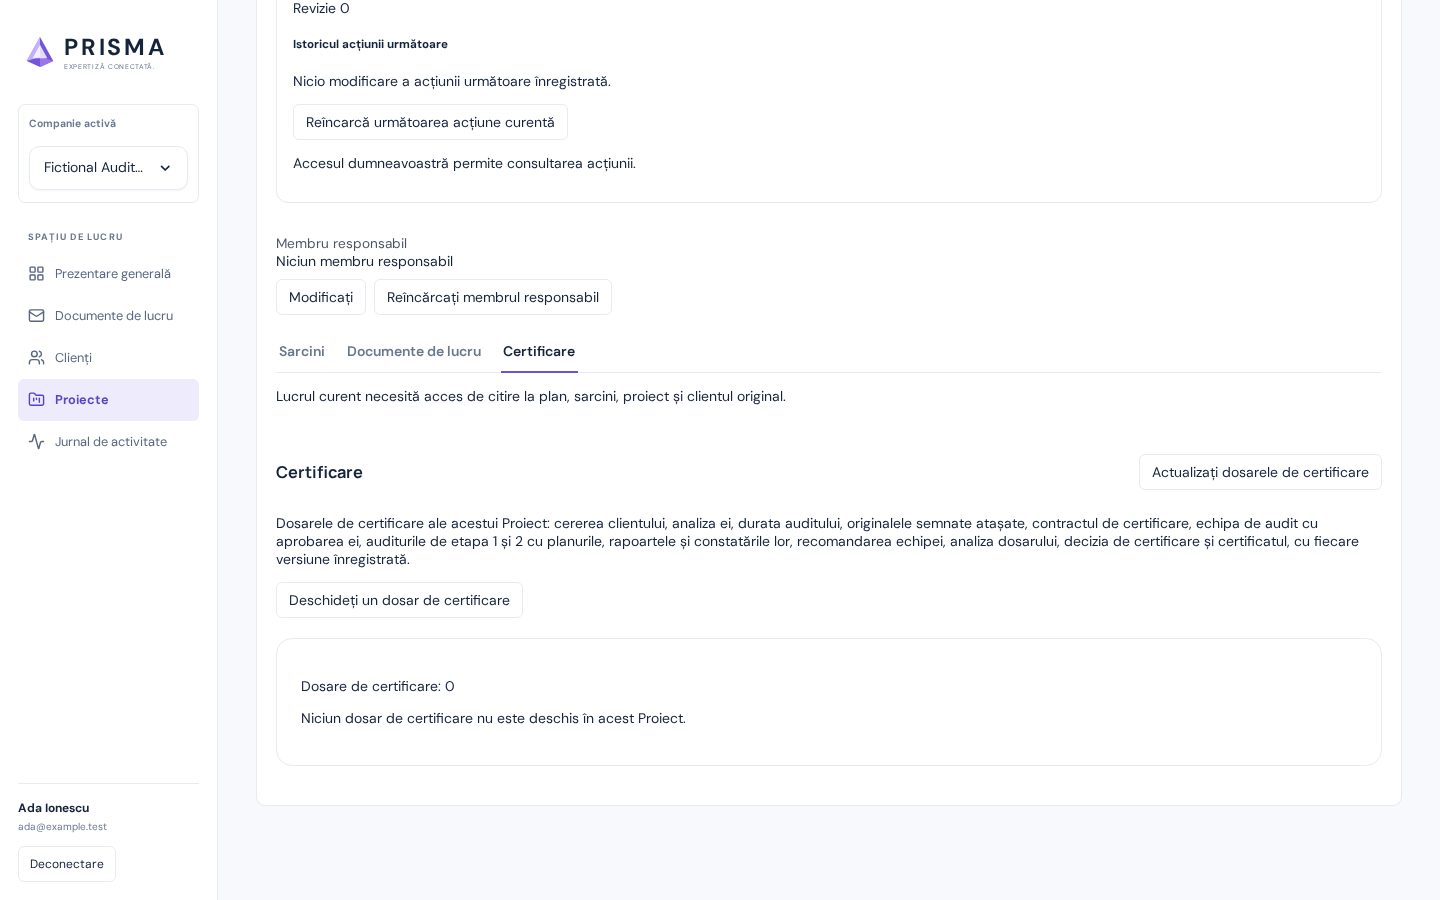 PRISMA
EXPERTIZĂ CONECTATĂ.
Companie activă
Fictional Audit...
SPAȚIU DE LUCRU
Prezentare generală
Documente de lucru
Clienți
Proiecte
Jurnal de activitate
Ada Ionescu
ada@example.test
Deconectare
Revizie 0
Istoricul acțiunii următoare
Nicio modificare a acțiunii următoare înregistrată.
Reîncarcă următoarea acțiune curentă
Accesul dumneavoastră permite consultarea acțiunii.
Membru responsabil
Niciun membru responsabil
Modificați
Reîncărcați membrul responsabil
Sarcini
Documente de lucru
Certificare
Lucrul curent necesită acces de citire la plan, sarcini, proiect și clientul original.
Certificare
Actualizați dosarele de certificare
Dosarele de certificare ale acestui Proiect: cererea clientului, analiza ei, durata auditului, originalele semnate atașate, contractul de certificare, echipa de audit cu
aprobarea ei, auditurile de etapa 1 și 2 cu planurile, rapoartele și constatările lor, recomandarea echipei, analiza dosarului, decizia de certificare și certificatul, cu fiecare
versiune înregistrată.
Deschideți un dosar de certificare
Dosare de certificare: 0
Niciun dosar de certificare nu este deschis în acest Proiect.